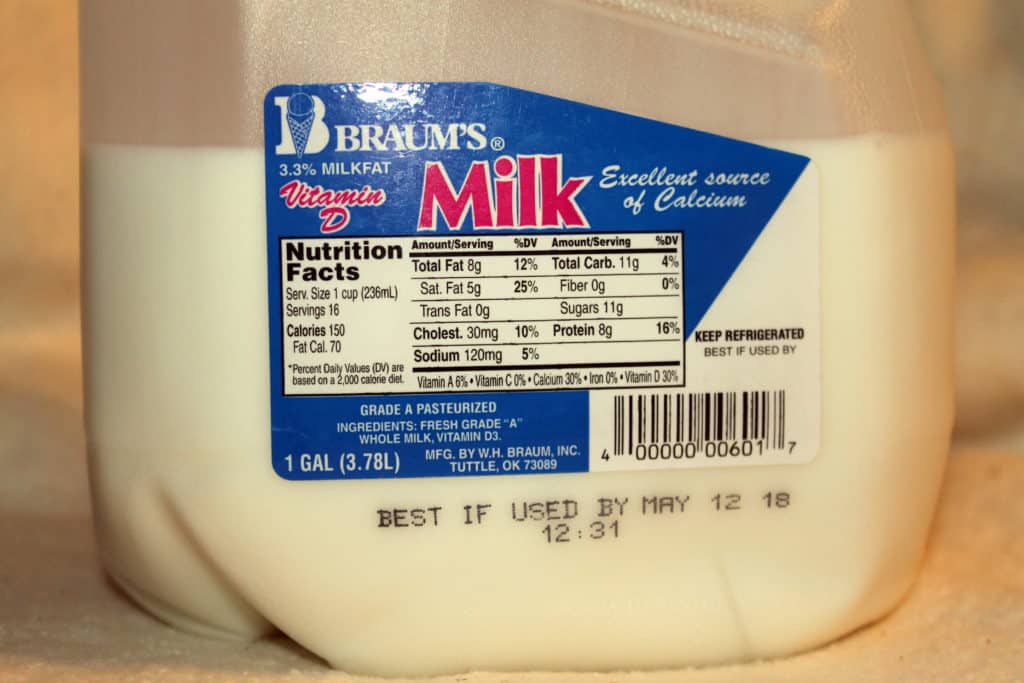 B BRAUM'S®
3.3% MILKFAT
Vitamin
D
Milk
Excellent source
of Calcium
Nutrition
Facts
Serv. Size 1 cup (236mL)
Servings 16
Calories 150
Fat Cal. 70
*Percent Daily Values (DV) are
based on a 2,000 calorie diet.
Amount/Serving %DV Amount/Serving %DV
Total Fat 8g 12% Total Carb. 11g 4%
Sat. Fat 5g 25% Fiber 0g 0%
Trans Fat 0g Sugars 11g
Cholest. 30mg 10% Protein 8g 16%
Sodium 120mg 5%
Vitamin A 6% • Vitamin C 0% • Calcium 30% • Iron 0% • Vitamin D 30%
KEEP REFRIGERATED
BEST IF USED BY
GRADE A PASTEURIZED
INGREDIENTS: FRESH GRADE "A"
WHOLE MILK, VITAMIN D3.
1 GAL (3.78L)
MFG. BY W.H. BRAUM, INC.
TUTTLE, OK 73089
4 00000 00601 7
BEST IF USED BY MAY 12 18
12:31